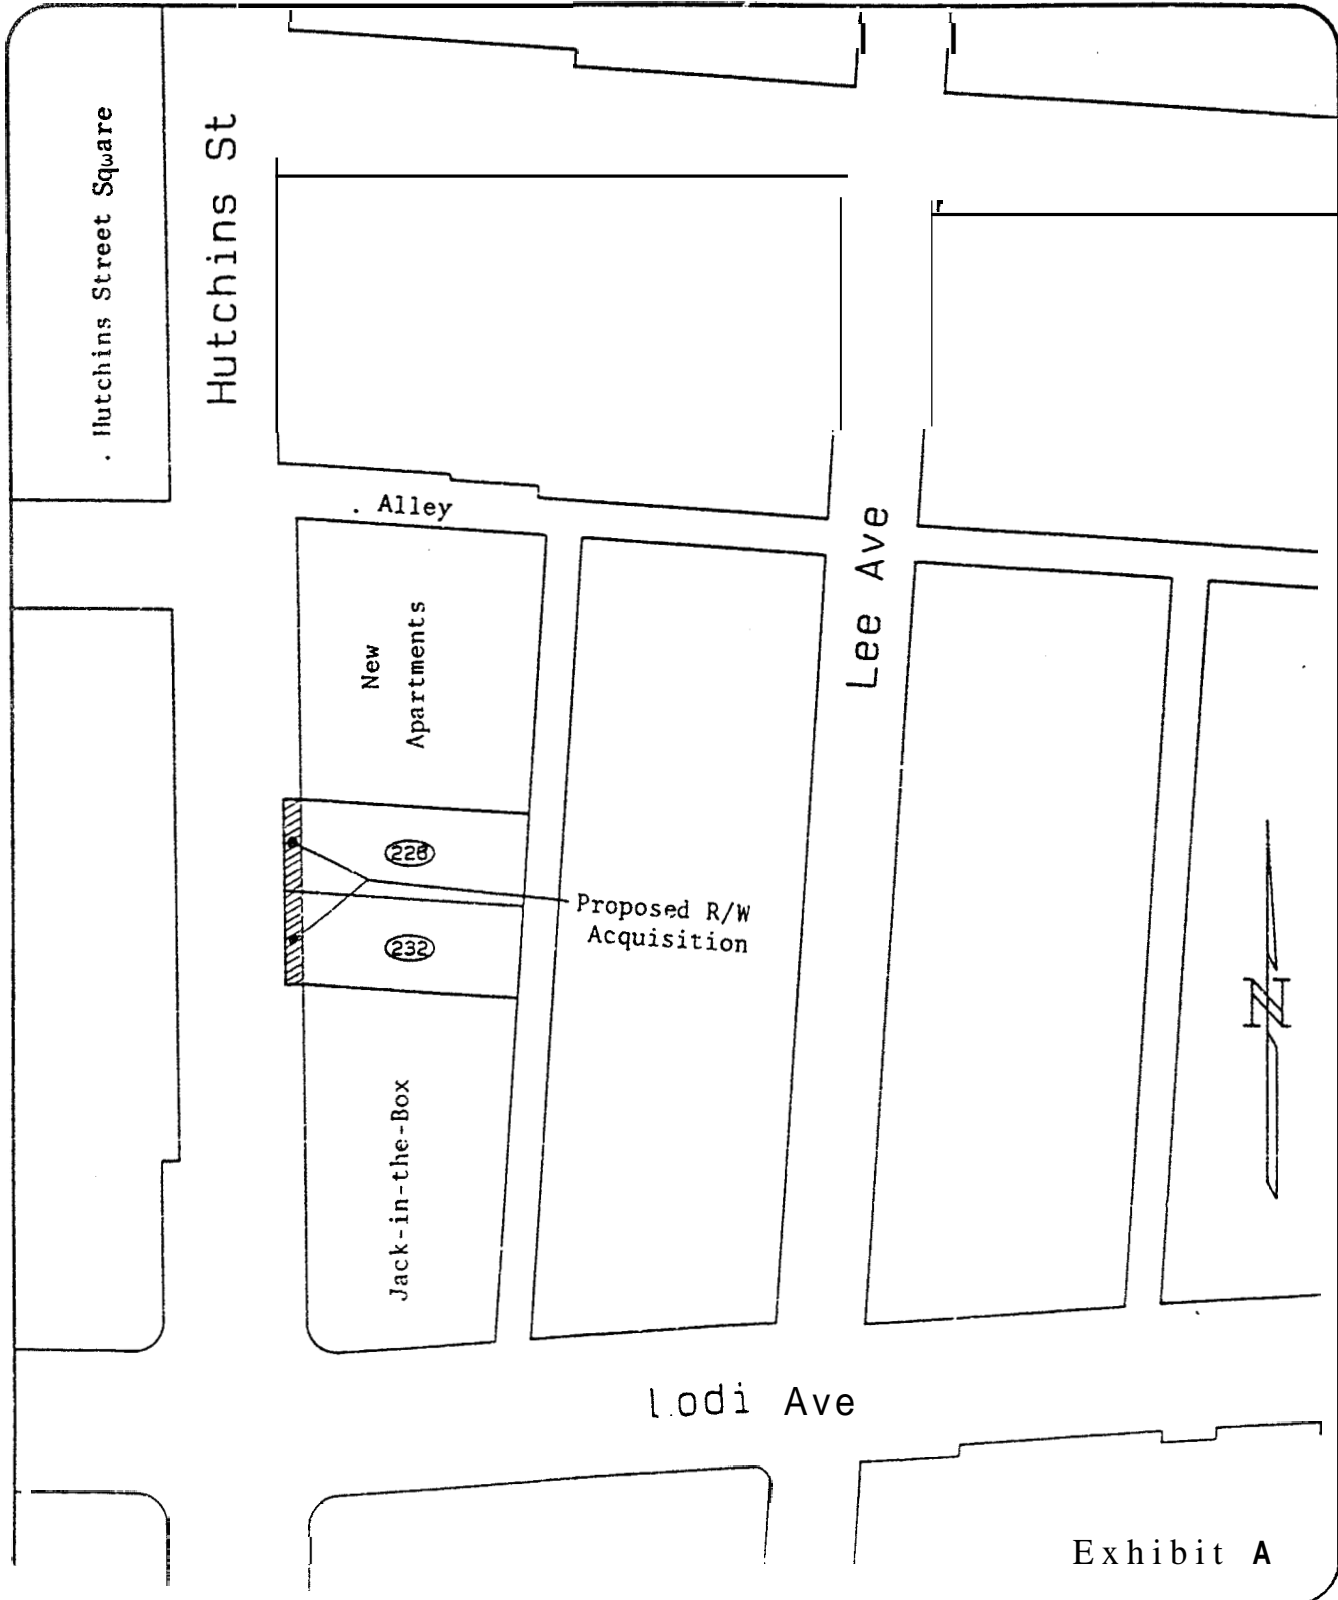 Hutchins Street Square
Hutchins St
Alley
Lee Ave
New
Apartments
232
Proposed R/W
Acquisition
N
Jack-in-the-Box
Lodi Ave
Exhibit A